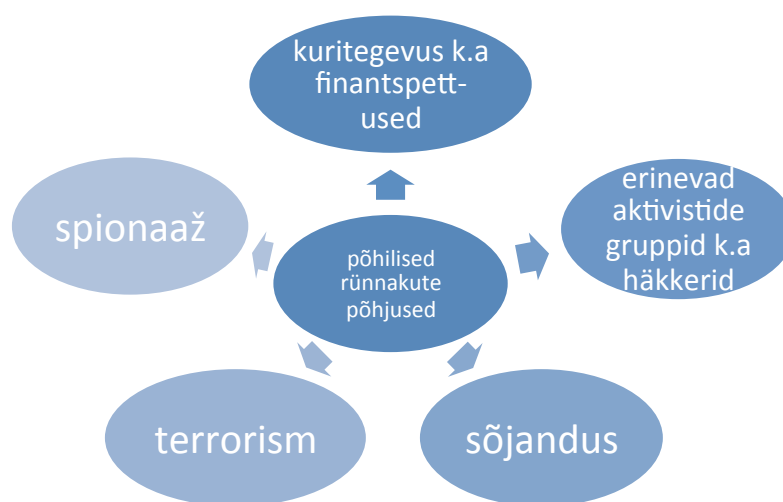 kuritegevus k.a
finantspett-
used
erinevad
aktivistide
gruppid k.a
häkkerid
spionaaž
põhilised
rünnakute
põhjused
terrorism
sõjandus